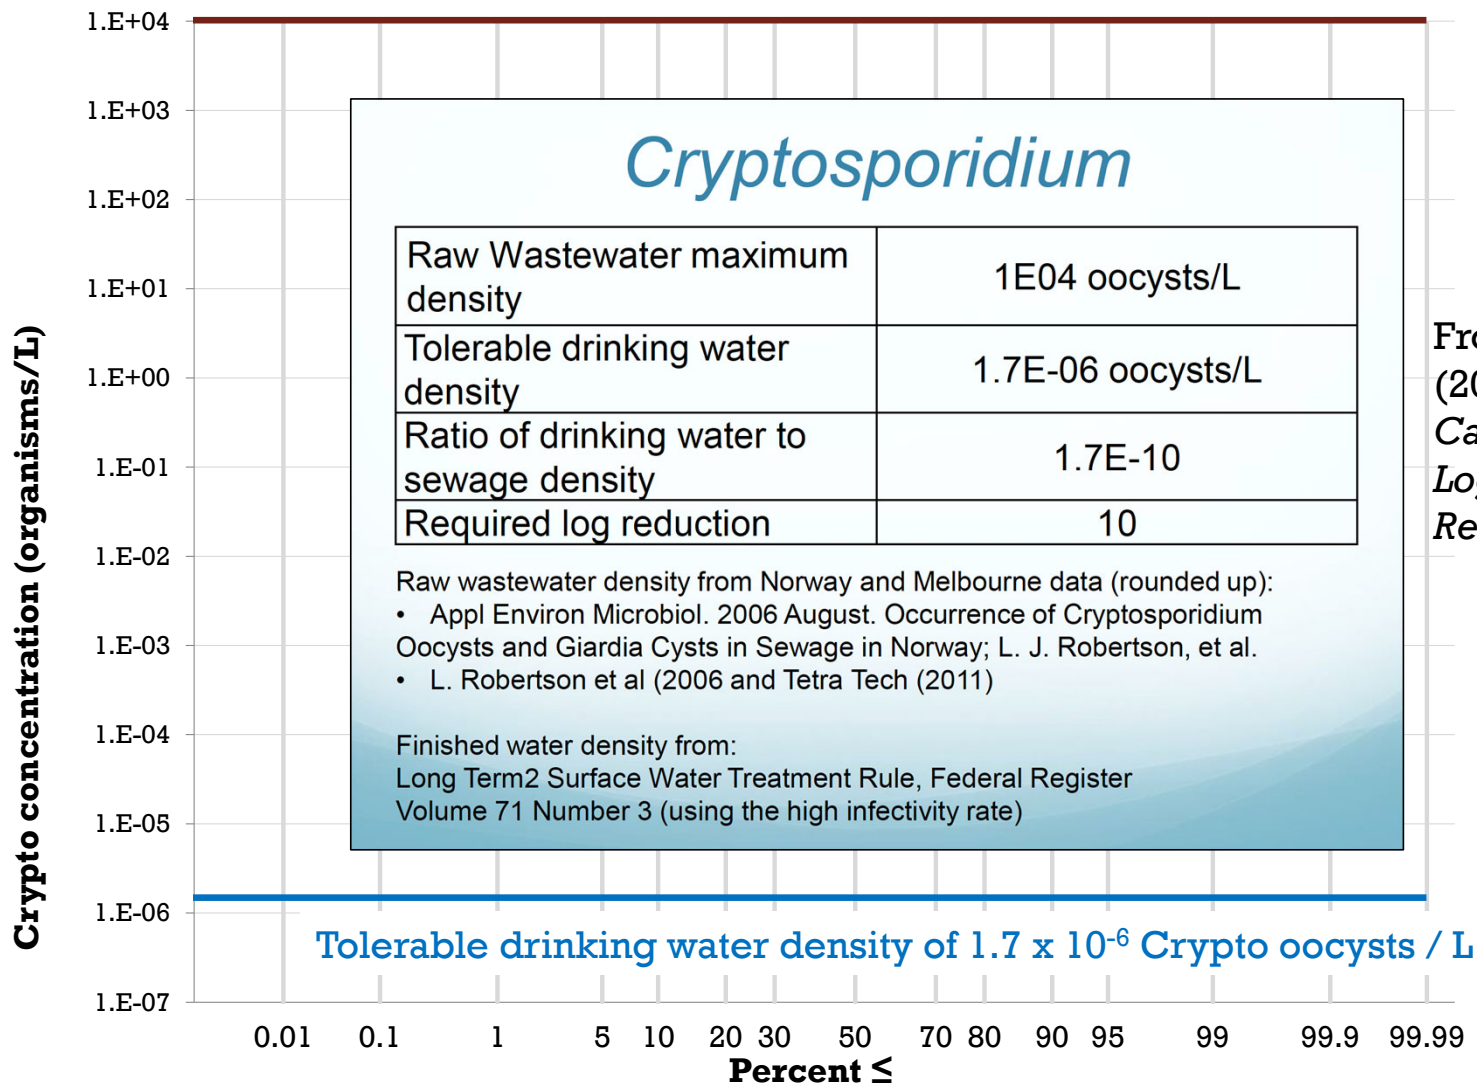 1.E+04
1.E+03
1.E+02
1.E+01
1.E+00
1.E-01
1.E-02
1.E-03
1.E-04
1.E-05
1.E-06
1.E-07
Crypto concentration (organisms/L)
Cryptosporidium
Raw Wastewater maximum
density
1E04 oocysts/L
Tolerable drinking water
density
1.7E-06 oocysts/L
Ratio of drinking water to
sewage density
1.7E-10
Required log reduction
10
Raw wastewater density from Norway and Melbourne data (rounded up):
• Appl Environ Microbiol. 2006 August. Occurrence of Cryptosporidium
Oocysts and Giardia Cysts in Sewage in Norway; L. J. Robertson, et al.
• L. Robertson et al (2006 and Tetra Tech (2011)
Finished water density from:
Long Term2 Surface Water Treatment Rule, Federal Register
Volume 71 Number 3 (using the high infectivity rate)
Tolerable drinking water density of 1.7 x 10⁻⁶ Crypto oocysts / L
0.01 0.1 1 5 10 20 30 50 70 80 90 95 99 99.9 99.99
Percent ≤